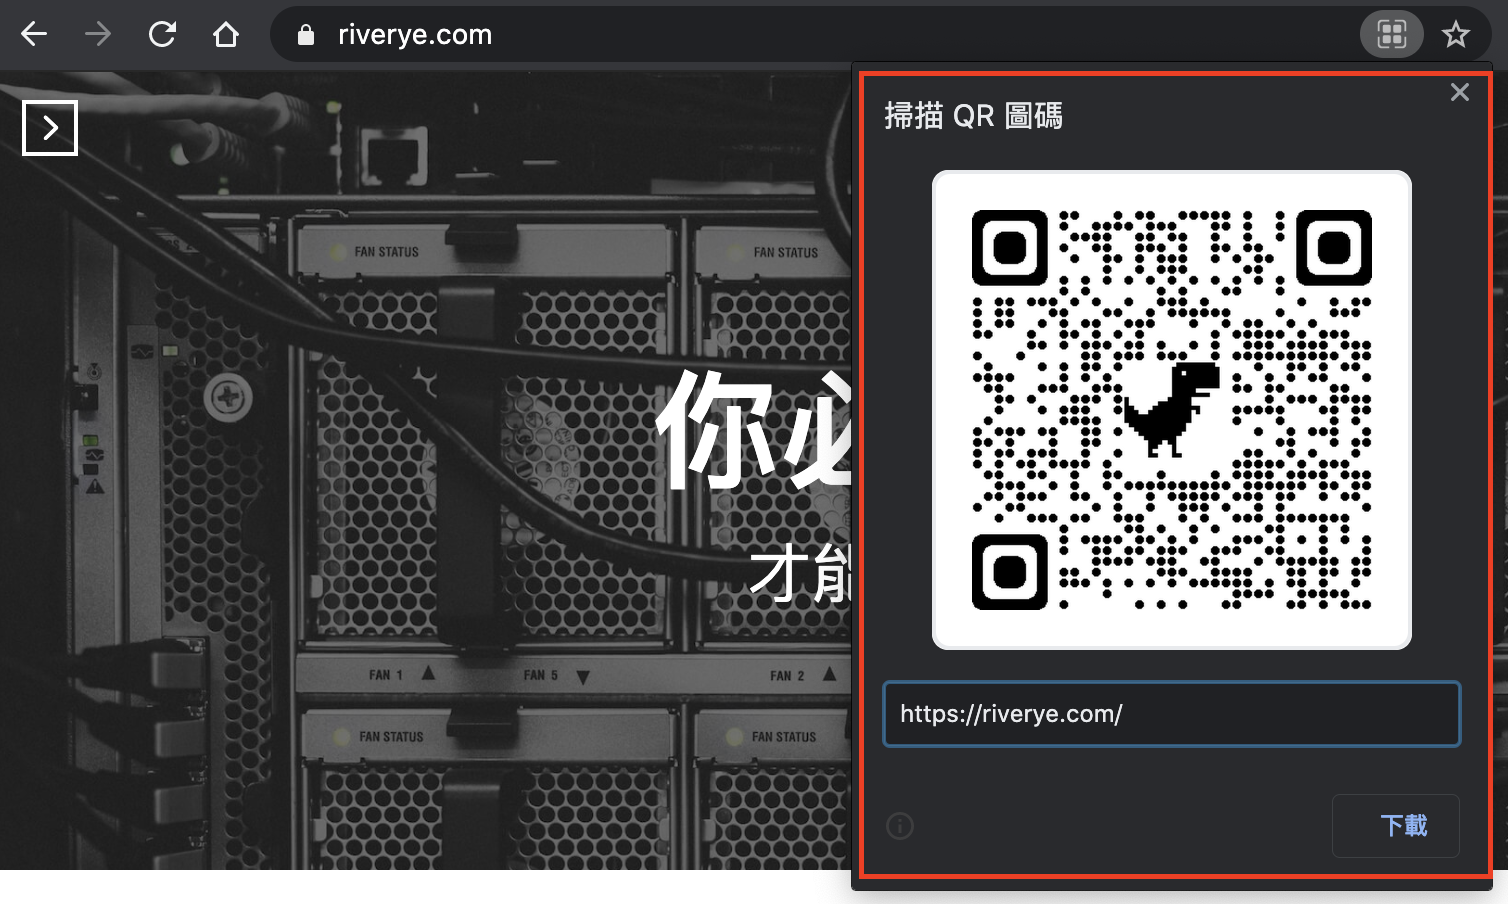 riverye.com
掃描 QR 圖碼
FAN STATUS
FAN STATUS
你必
才能
FAN 1
FAN 5
FAN 2
FAN STATUS
FAN STATUS
https://riverye.com/
下載